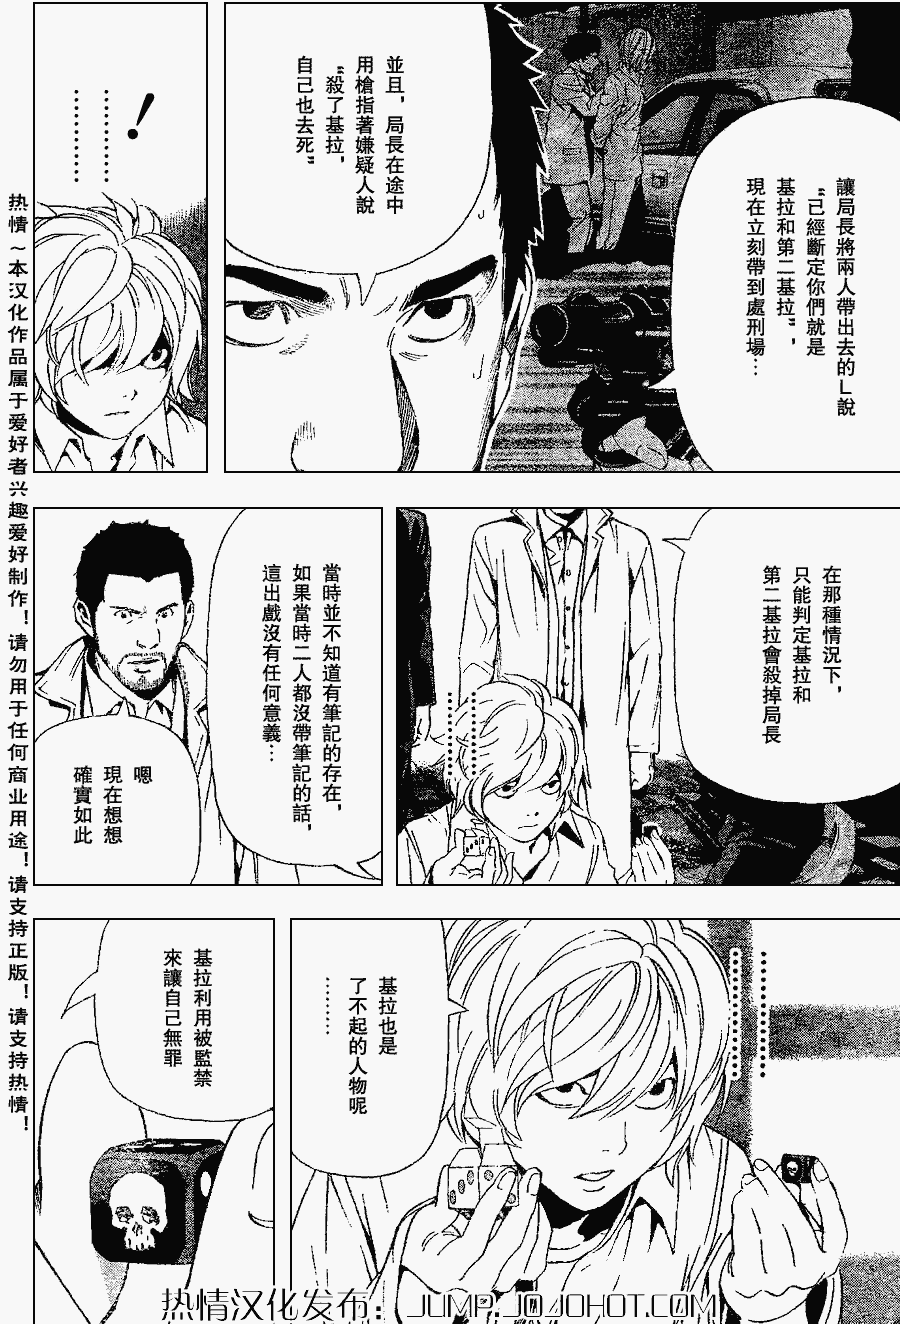 讓局長將兩人帶出去的L說
“已經斷定你們就是
基拉和第二基拉”，
現在立刻帶到處刑場…
並且，局長在途中
用槍指著嫌疑人說
“殺了基拉，
自己也去死”
！
…………
在那種情況下，
只能判定基拉和
第二基拉會殺掉局長
…………
當時並不知道有筆記的存在，
如果當時二人都沒帶筆記的話，
這出戲沒有任何意義…
嗯
現在想想
確實如此
…………
基拉也是
了不起的人物呢
………
基拉利用被監禁
來讓自己無罪
热情～本汉化作品属于爱好者兴趣爱好制作！请勿用于任何商业用途！请支持正版！请支持热情！
热情汉化发布：JUMP.JOJOHOT.COM